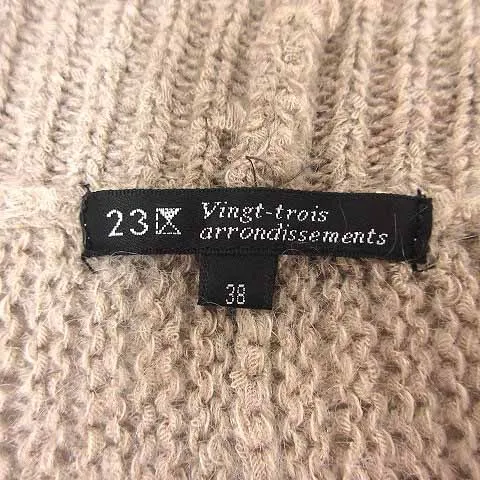 23区 Vingt-trois
arrondissements
38